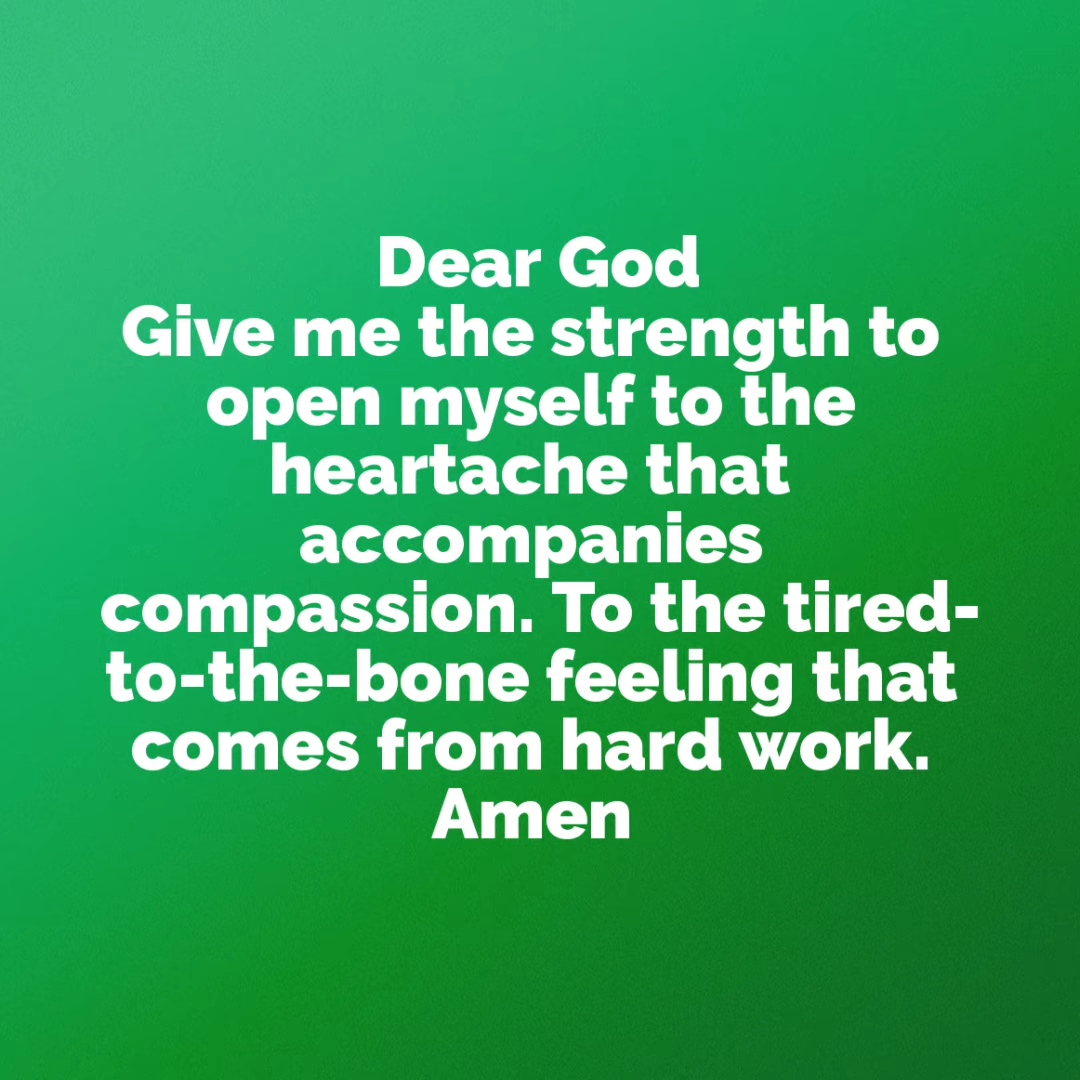 Dear God
Give me the strength to
open myself to the
heartache that
accompanies
compassion. To the tired-
to-the-bone feeling that
comes from hard work.
Amen